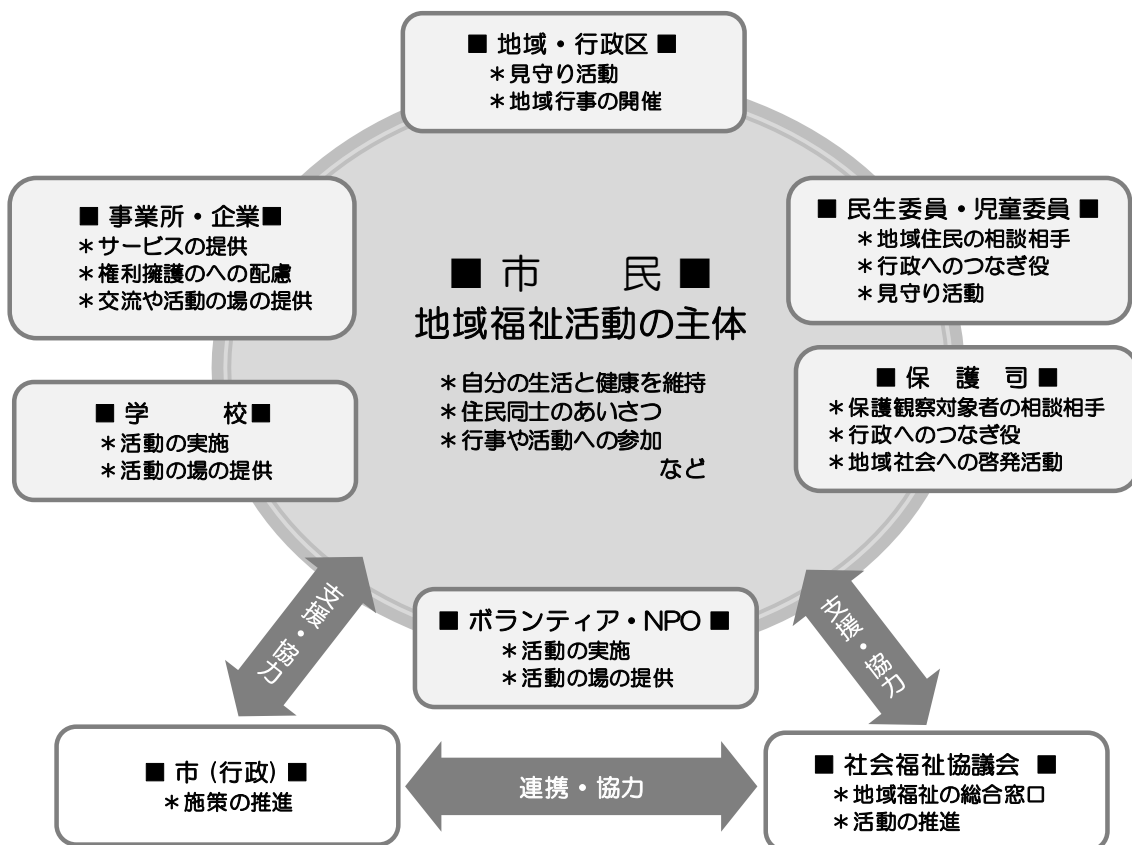 ■ 地域・行政区 ■
＊見守り活動
＊地域行事の開催
■ 事業所・企業■
＊サービスの提供
＊権利擁護のへの配慮
＊交流や活動の場の提供
■ 民生委員・児童委員 ■
＊地域住民の相談相手
＊行政へのつなぎ役
＊見守り活動
■ 市　　民 ■
地域福祉活動の主体
＊自分の生活と健康を維持
＊住民同士のあいさつ
＊行事や活動への参加
など
■ 学　　　校■
＊活動の実施
＊活動の場の提供
■ 保　護　司 ■
＊保護観察対象者の相談相手
＊行政へのつなぎ役
＊地域社会への啓発活動
支援・協力
■ ボランティア・NPO ■
＊活動の実施
＊活動の場の提供
支援・協力
■ 市（行政）■
＊施策の推進
連携・協力
■ 社会福祉協議会 ■
＊地域福祉の総合窓口
＊活動の推進